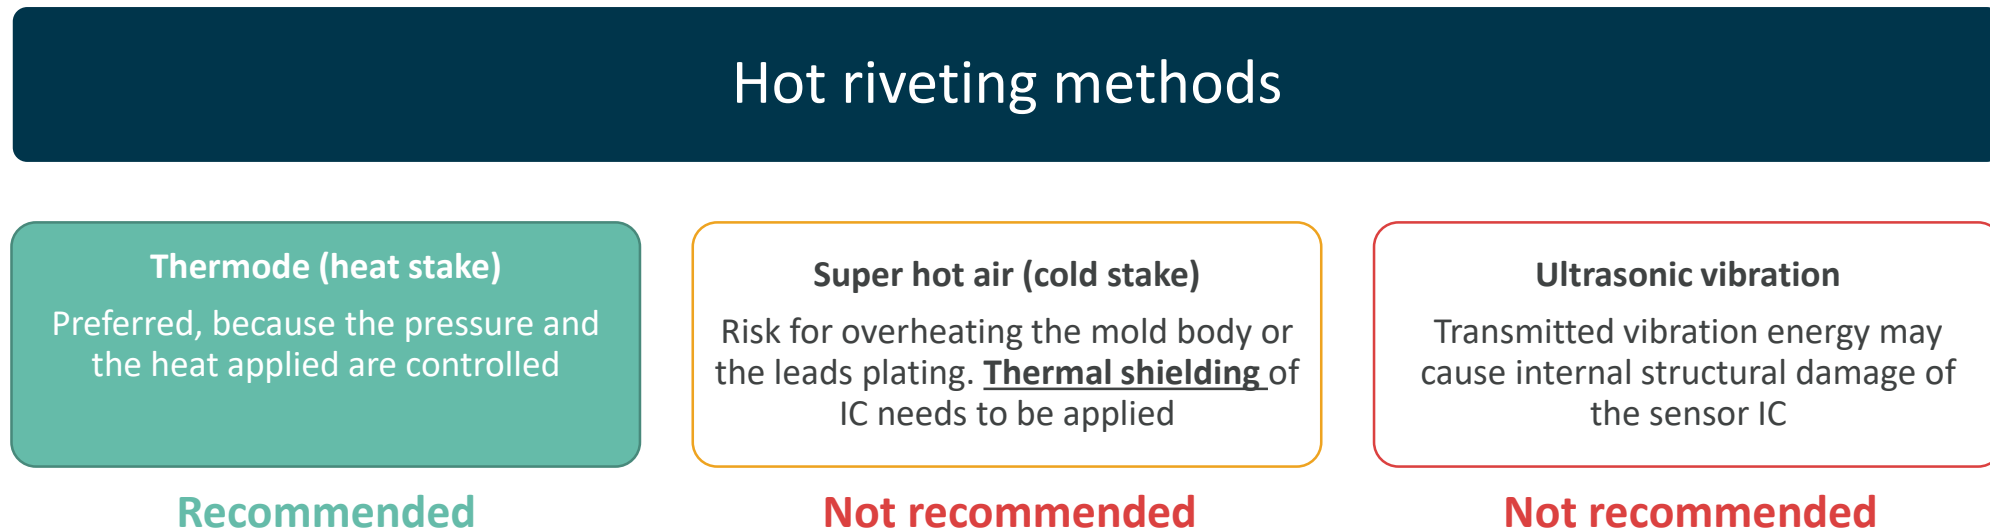 Hot riveting methods
Thermode (heat stake)
Preferred, because the pressure and
the heat applied are controlled
Recommended
Super hot air (cold stake)
Risk for overheating the mold body or
the leads plating. Thermal shielding of
IC needs to be applied
Not recommended
Ultrasonic vibration
Transmitted vibration energy may
cause internal structural damage of
the sensor IC
Not recommended